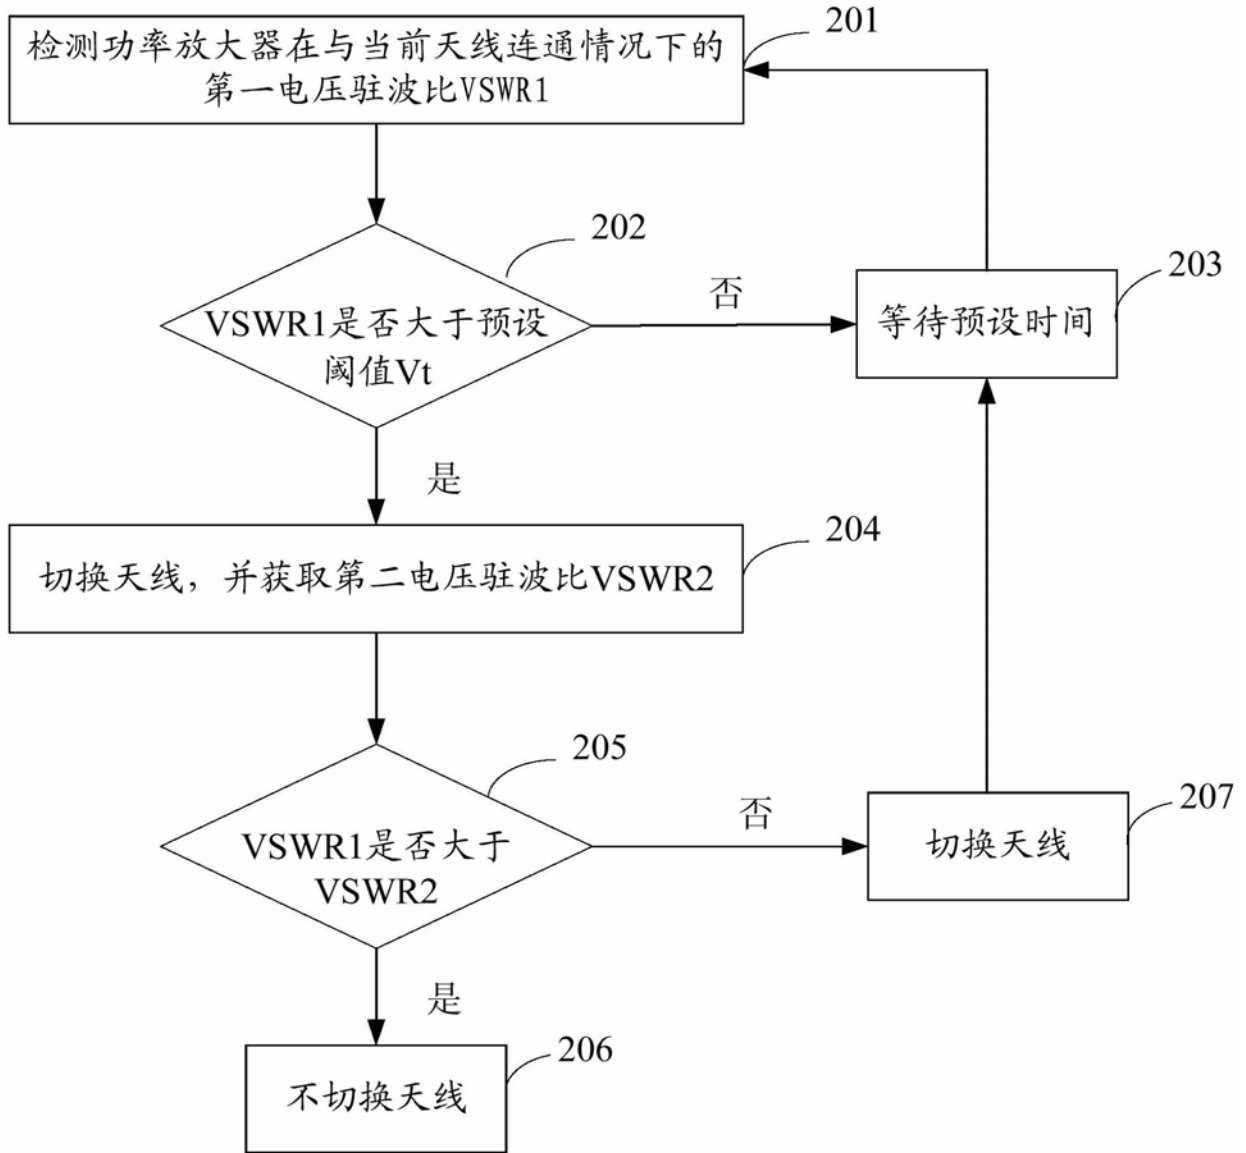 201
检测功率放大器在与当前天线连通情况下的
第一电压驻波比VSWR1
202
VSWR1是否大于预设
阈值Vt
否
203
等待预设时间
是
204
切换天线，并获取第二电压驻波比VSWR2
205
VSWR1是否大于
VSWR2
否
207
切换天线
是
206
不切换天线